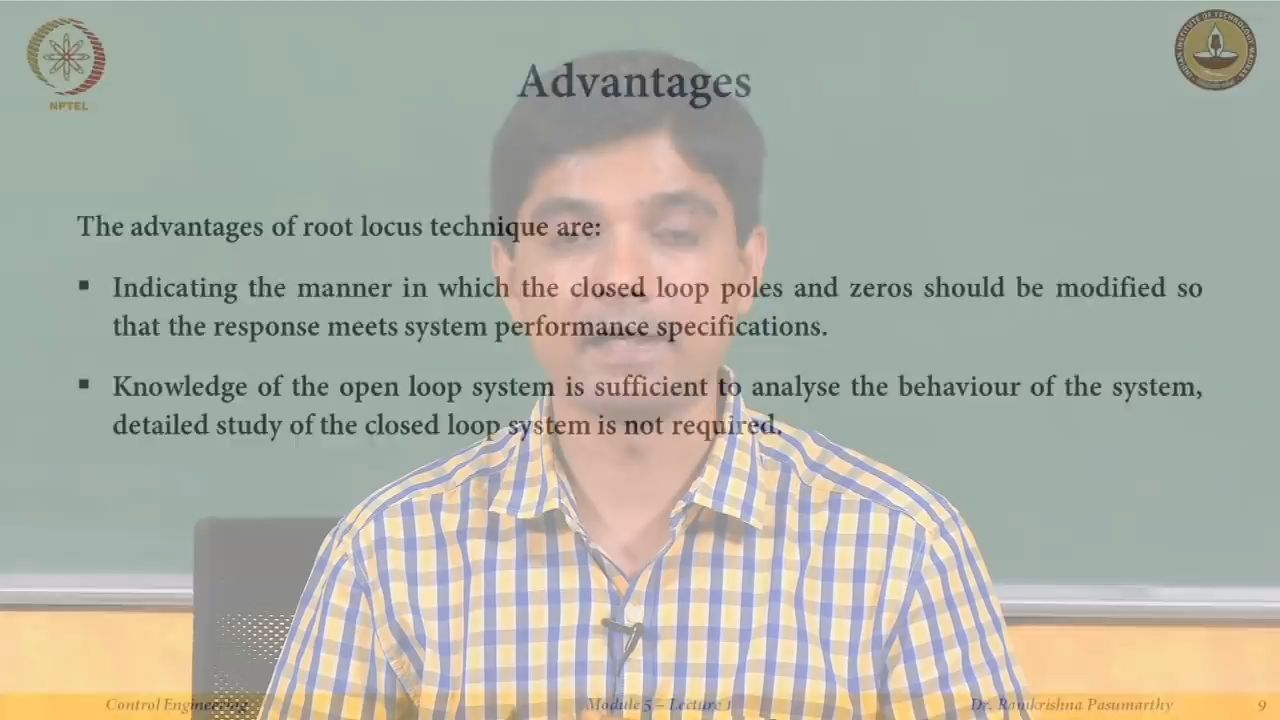 NPTEL
Advantages
The advantages of root locus technique are:
▪ Indicating the manner in which the closed loop poles and zeros should be modified so
that the response meets system performance specifications.
▪ Knowledge of the open loop system is sufficient to analyse the behaviour of the system,
detailed study of the closed loop system is not required.
Control Engineering
Module 5 – Lecture 1
Dr. Ramkrishna Pasumarthy
9